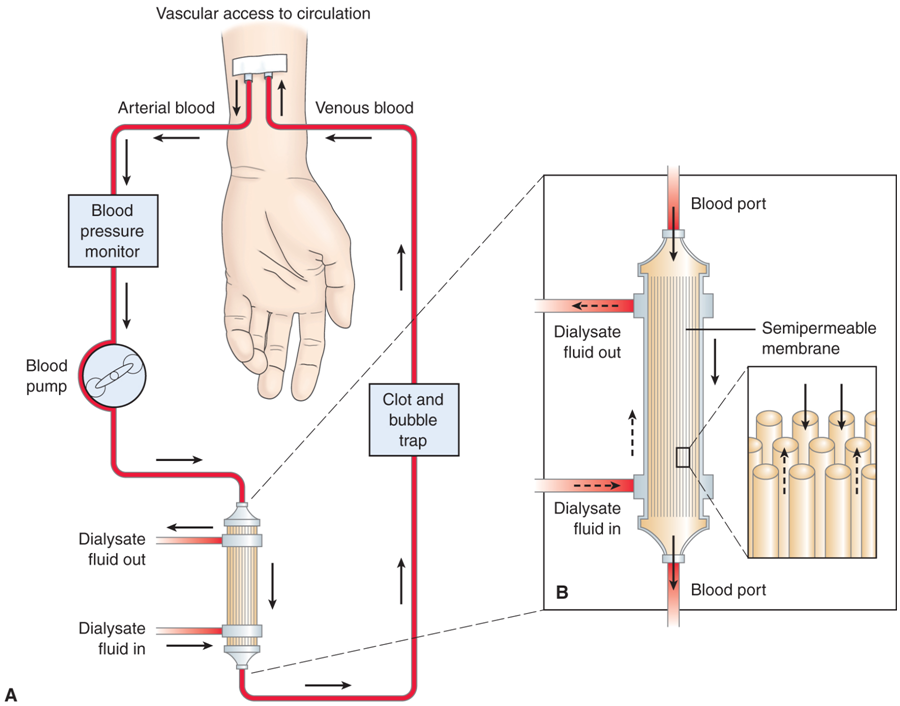 Vascular access to circulation
Arterial blood
Venous blood
Blood
pressure
monitor
Blood
pump
Clot and
bubble
trap
Dialysate
fluid out
Dialysate
fluid in
A
Blood port
Dialysate
fluid out
Semipermeable
membrane
Dialysate
fluid in
Blood port
B